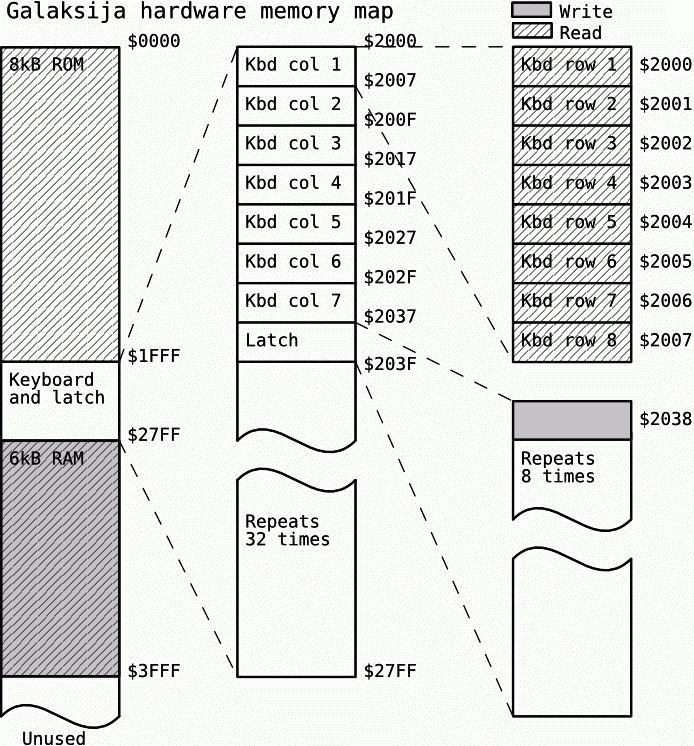 Galaksija hardware memory map
Write
Read
$0000
8kB ROM
$1FFF
Keyboard
and latch
$27FF
6kB RAM
$3FFF
Unused
$2000
Kbd col 1
$2007
Kbd col 2
$200F
Kbd col 3
$2017
Kbd col 4
$201F
Kbd col 5
$2027
Kbd col 6
$202F
Kbd col 7
$2037
Latch
$203F
Repeats
32 times
$27FF
Kbd row 1 $2000
Kbd row 2 $2001
Kbd row 3 $2002
Kbd row 4 $2003
Kbd row 5 $2004
Kbd row 6 $2005
Kbd row 7 $2006
Kbd row 8 $2007
$2038
Repeats
8 times